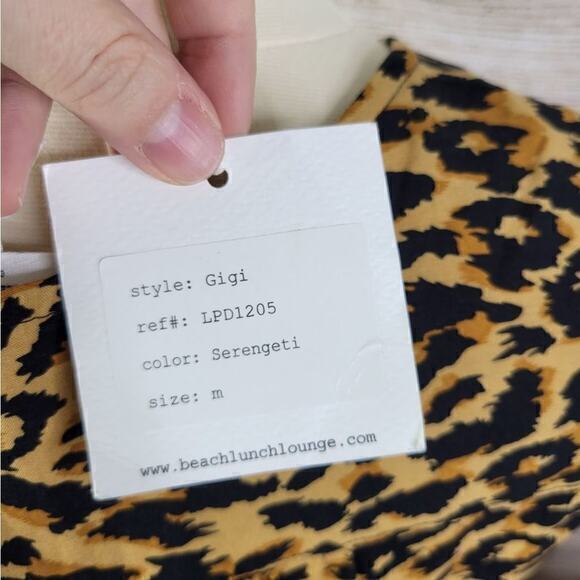 style: Gigi
ref#: LPD1205
color: Serengeti
size: m
www.beachlunchlounge.com